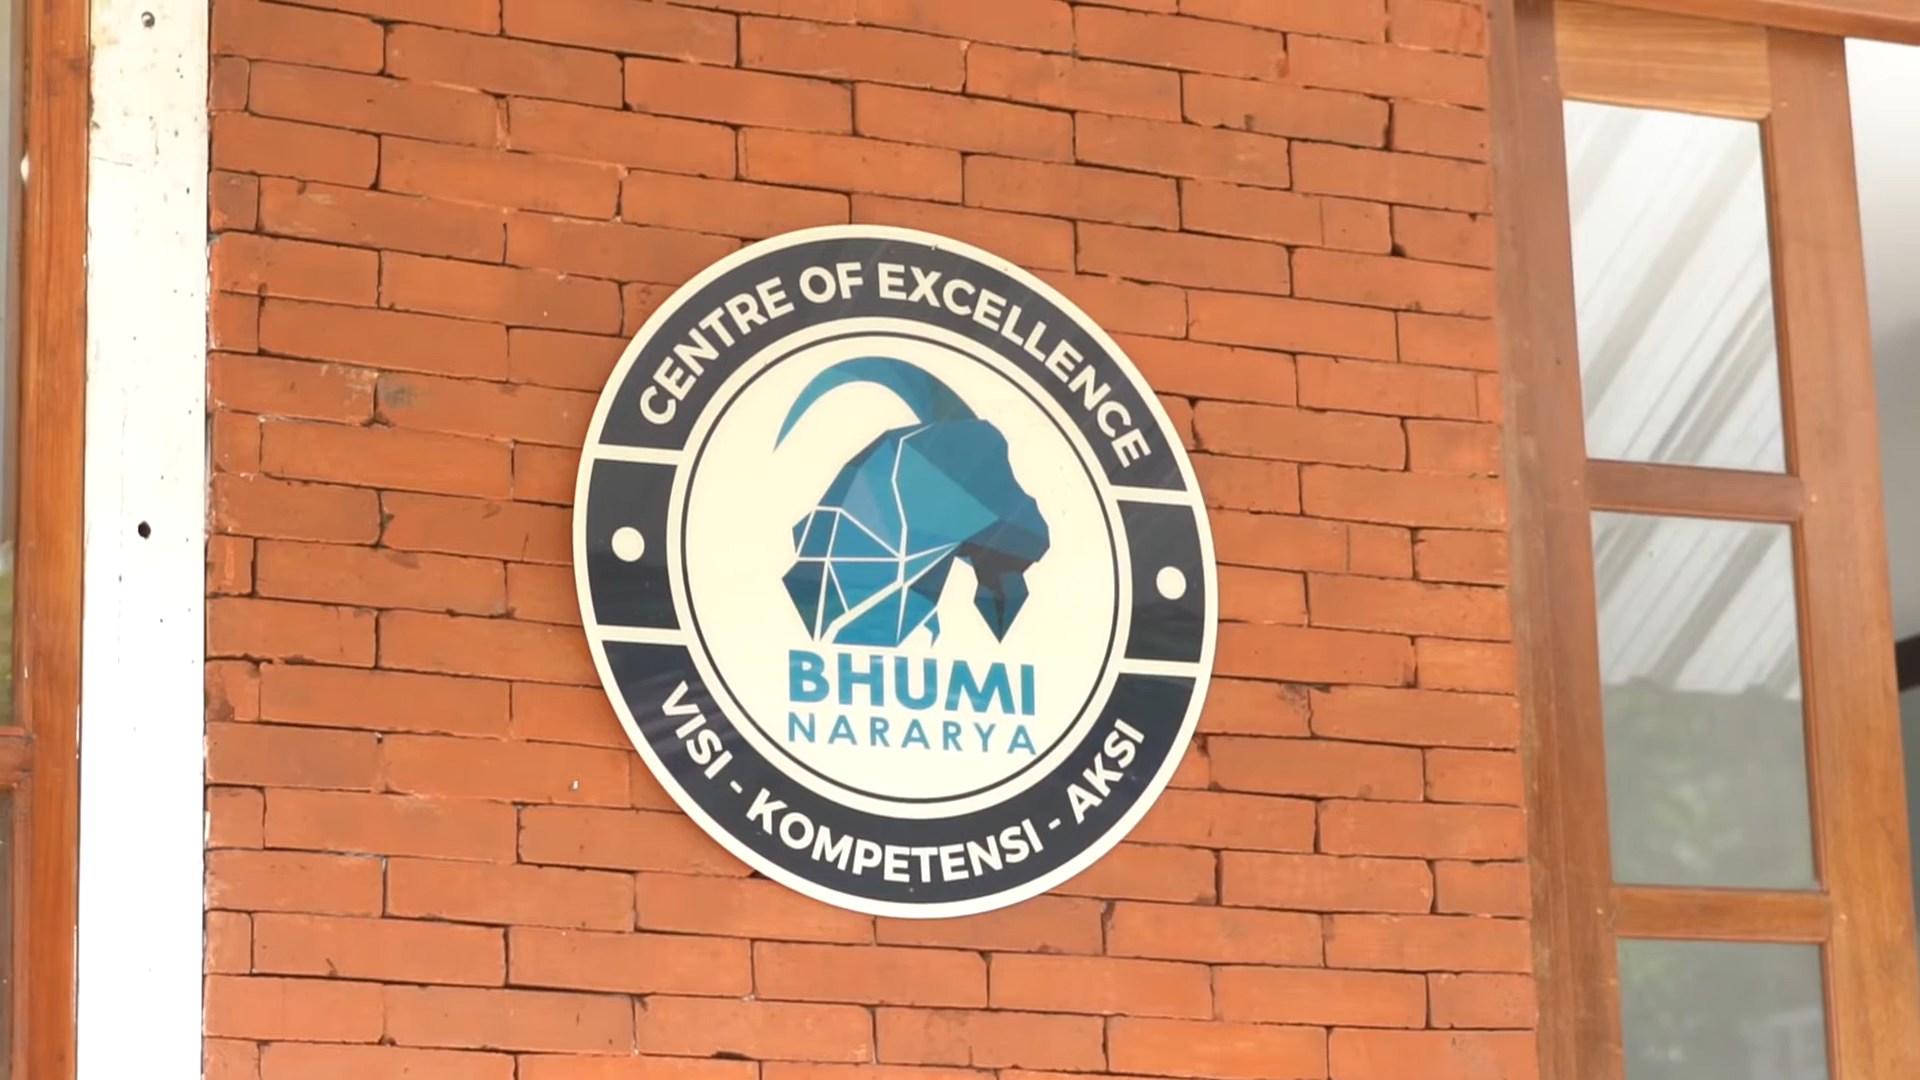 CENTRE OF EXCELLENCE
BHUMI
NARARYA
VISI - KOMPETENSI - AKSI